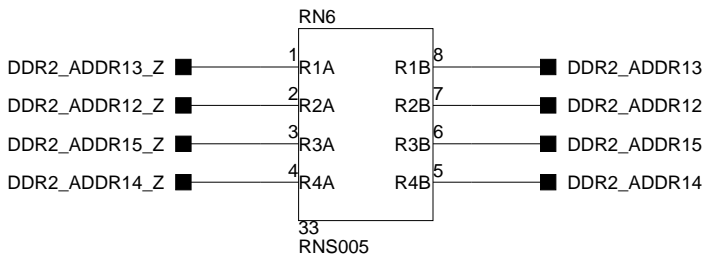 RN6
DDR2_ADDR13_Z 1 R1A R1B 8 DDR2_ADDR13
DDR2_ADDR12_Z 2 R2A R2B 7 DDR2_ADDR12
DDR2_ADDR15_Z 3 R3A R3B 6 DDR2_ADDR15
DDR2_ADDR14_Z 4 R4A R4B 5 DDR2_ADDR14
33
RNS005